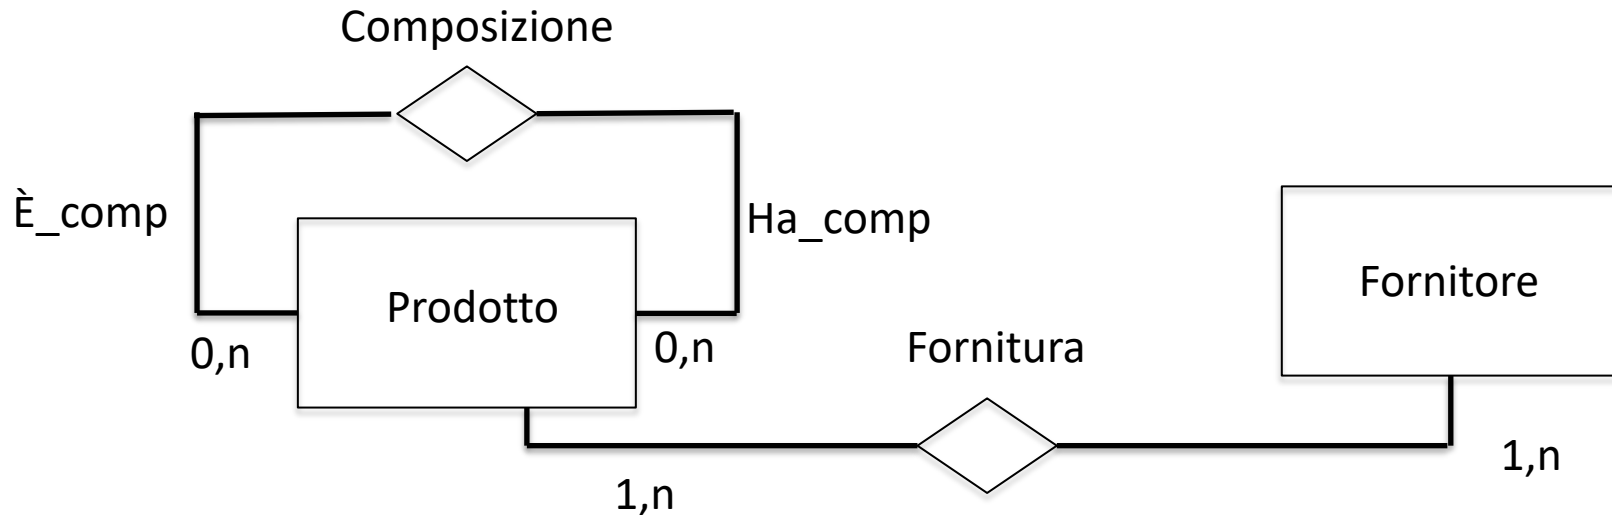 Composizione
È_comp
Ha_comp
Prodotto
Fornitore
0,n
0,n
Fornitura
1,n
1,n